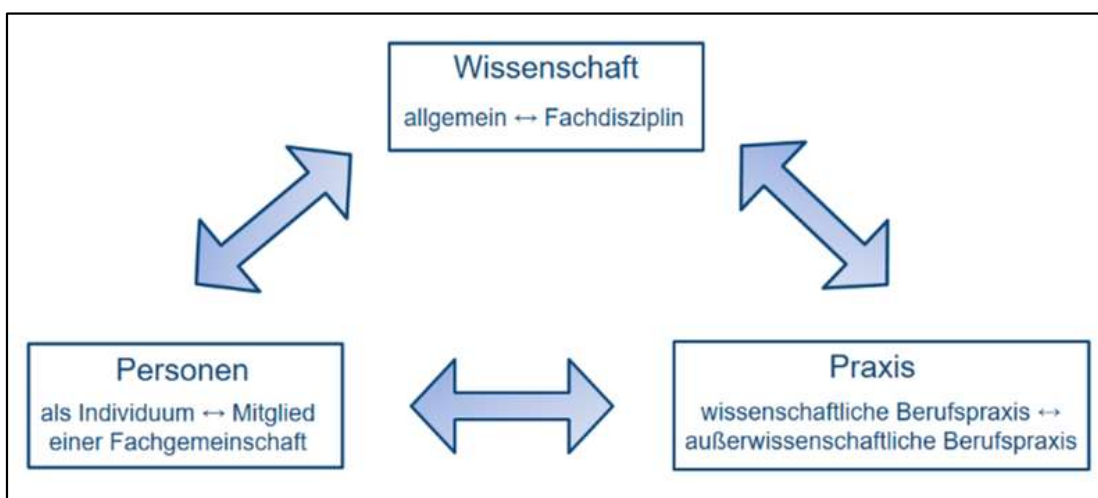 Wissenschaft
allgemein ↔ Fachdisziplin
Personen
als Individuum ↔ Mitglied
einer Fachgemeinschaft
Praxis
wissenschaftliche Berufspraxis ↔
außerwissenschaftliche Berufspraxis